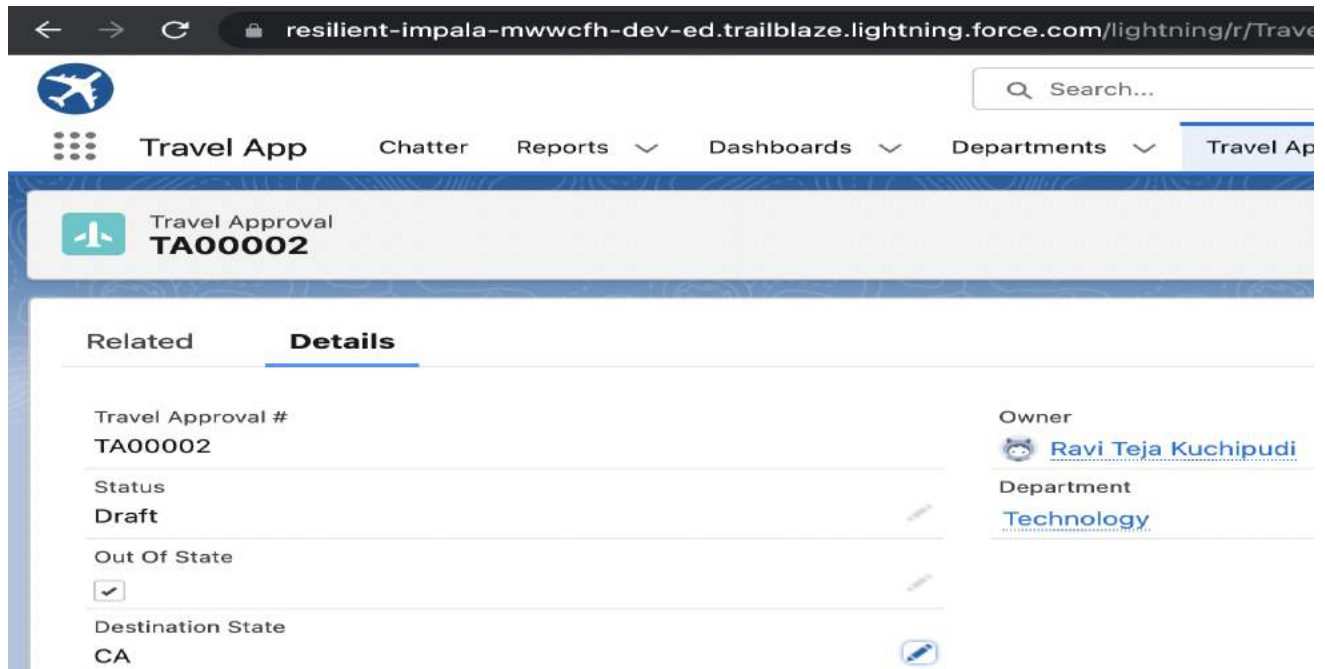 resilient-impala-mwwcfh-dev-ed.trailblaze.lightning.force.com/lightning/r/Trave
Search...
Travel App Chatter Reports Dashboards Departments Travel Ap
Travel Approval
TA00002
Related Details
Travel Approval # Owner
TA00002 Ravi Teja Kuchipudi
Status Department
Draft Technology
Out Of State
Destination State
CA